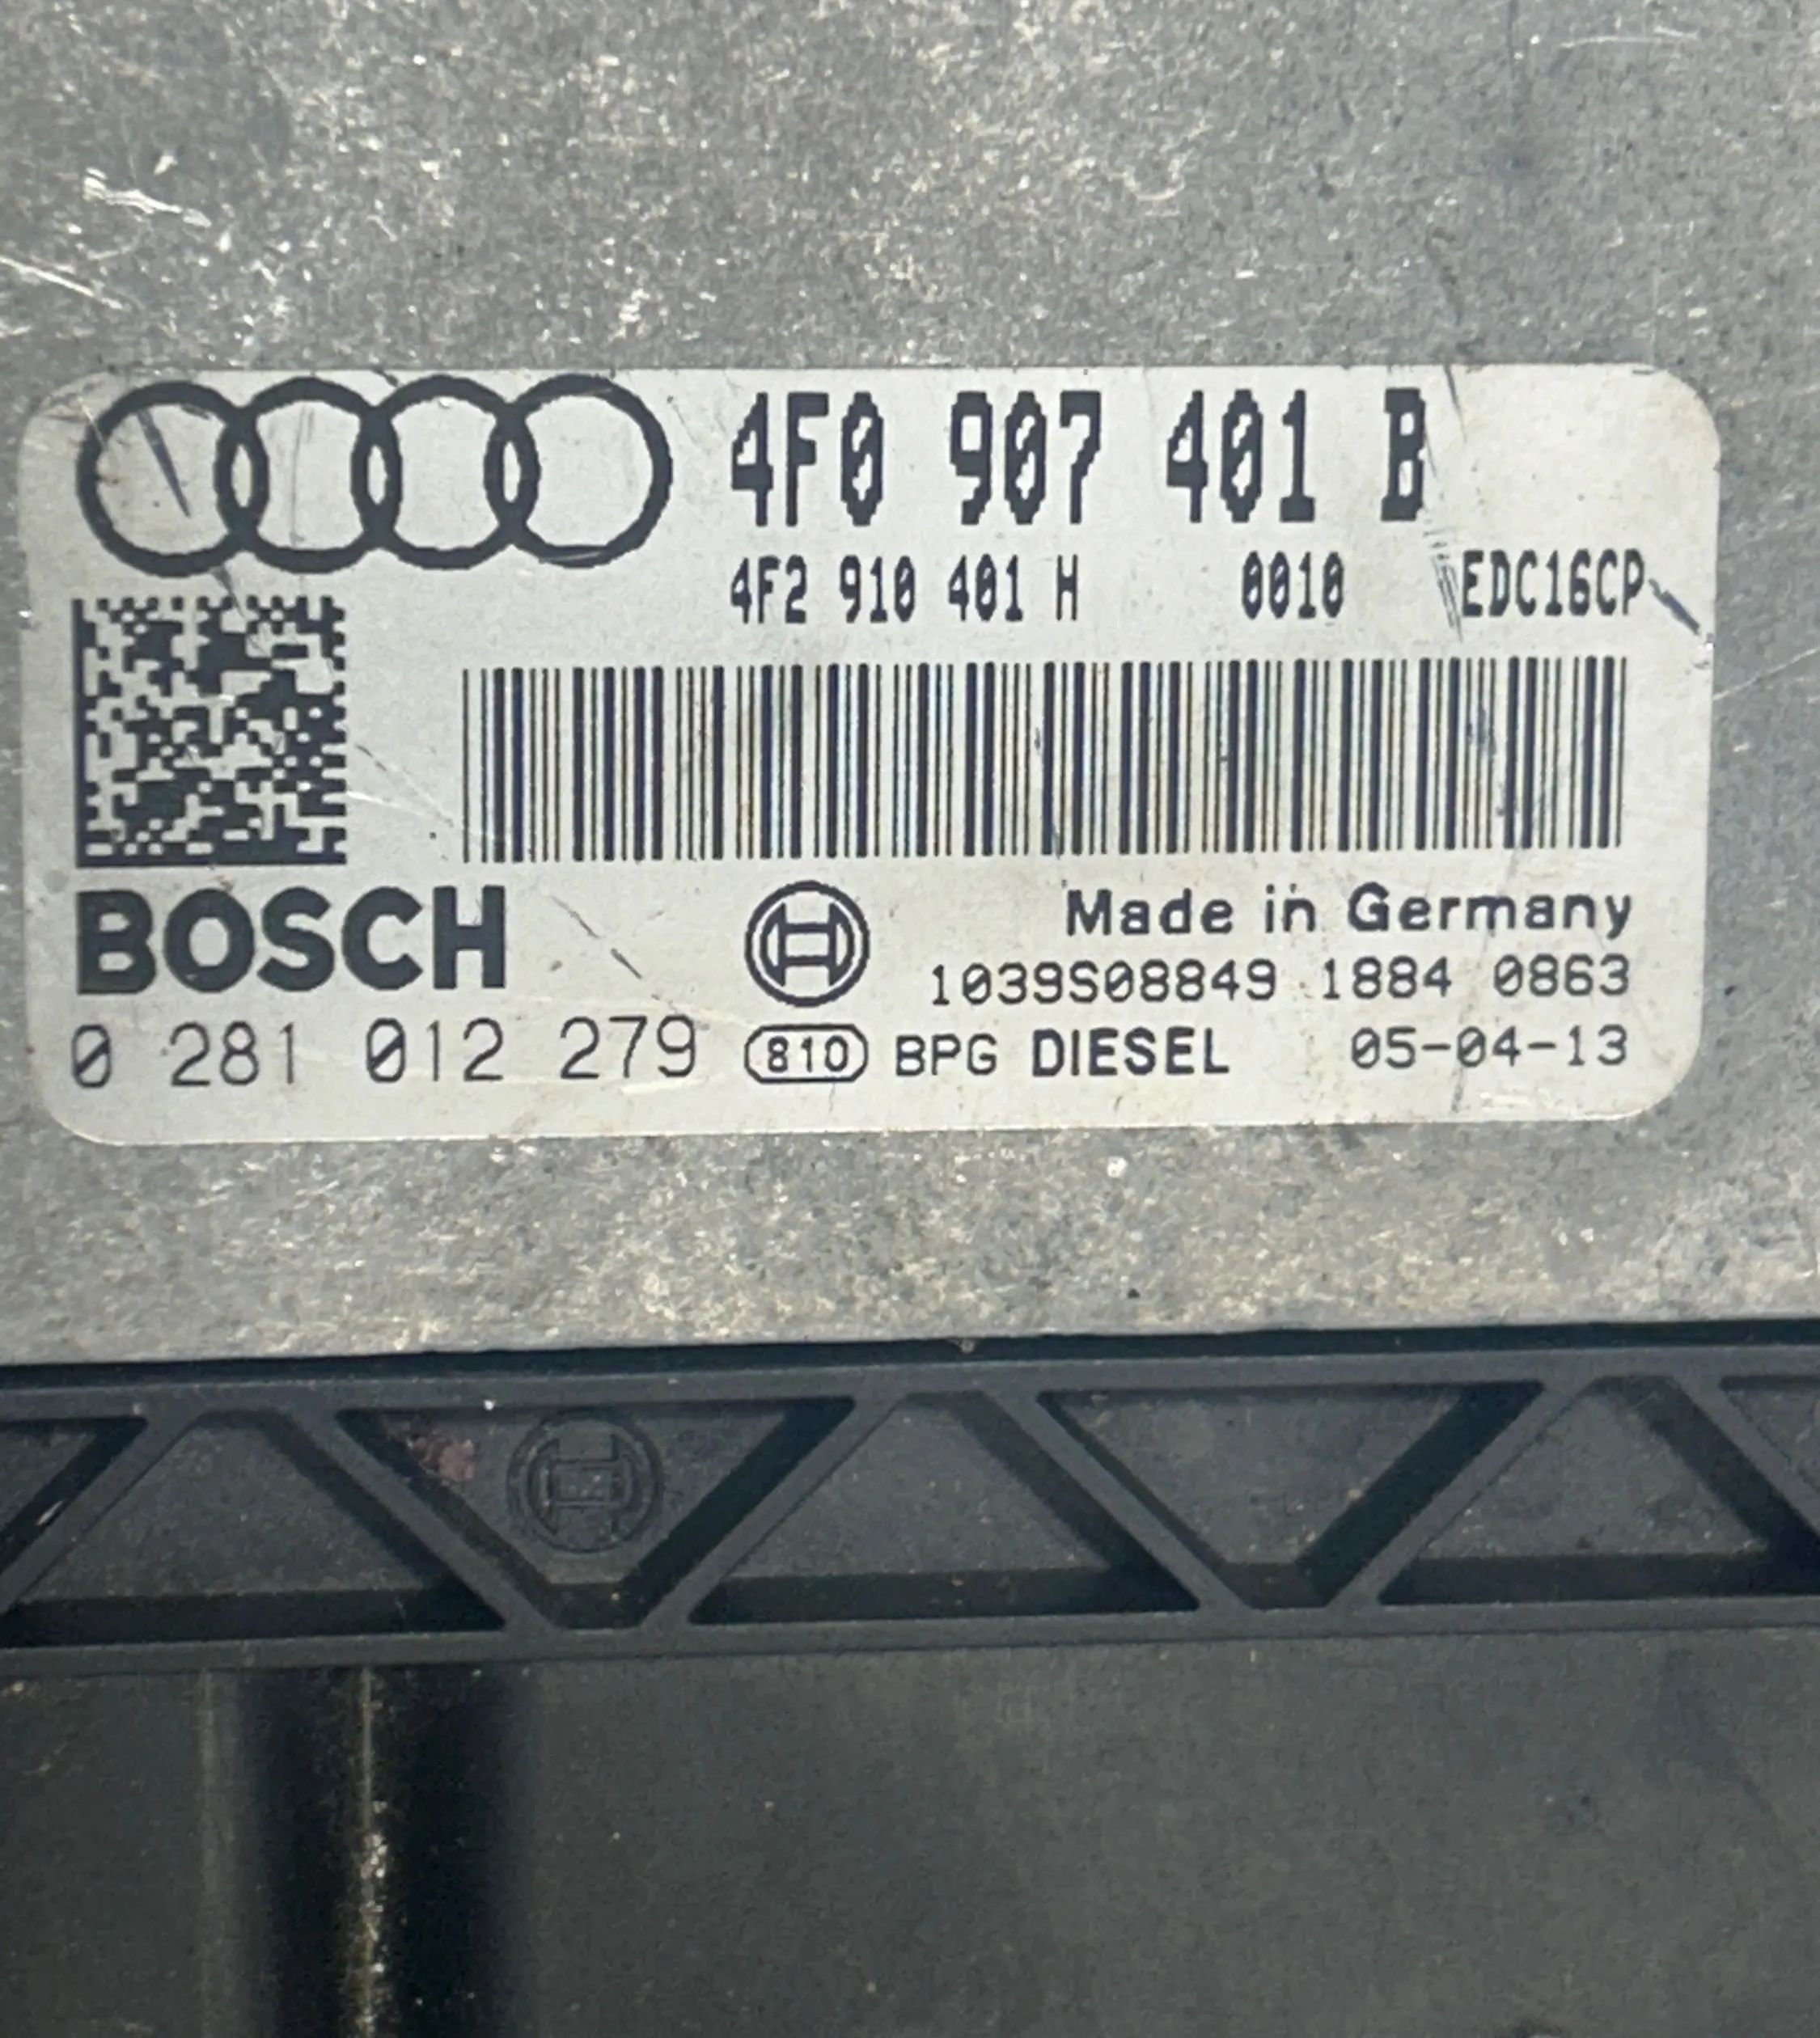 4F0 907 401 B
4F2 910 401 H 0010 EDC16CP
BOSCH
Made in Germany
1039S08849 1884 0863
0 281 012 279 810 BPG DIESEL 05-04-13